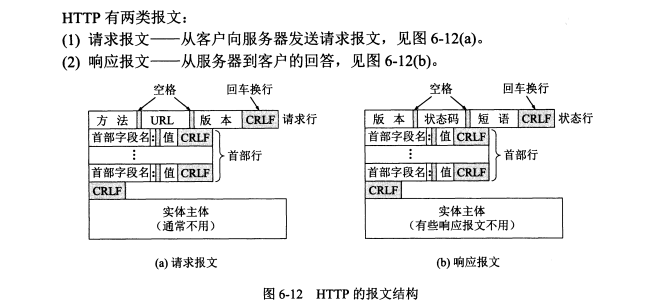 HTTP 有两类报文：
(1) 请求报文——从客户向服务器发送请求报文，见图 6-12(a)。
(2) 响应报文——从服务器到客户的回答，见图 6-12(b)。
空格 回车换行
方 法 URL 版 本 CRLF 请求行
首部字段名: 值 CRLF
⋮ 首部行
首部字段名: 值 CRLF
CRLF
实体主体
(通常不用)
(a) 请求报文
空格 回车换行
版 本 状态码 短 语 CRLF 状态行
首部字段名: 值 CRLF
⋮ 首部行
首部字段名: 值 CRLF
CRLF
实体主体
(有些响应报文不用)
(b) 响应报文
图 6-12 HTTP 的报文结构